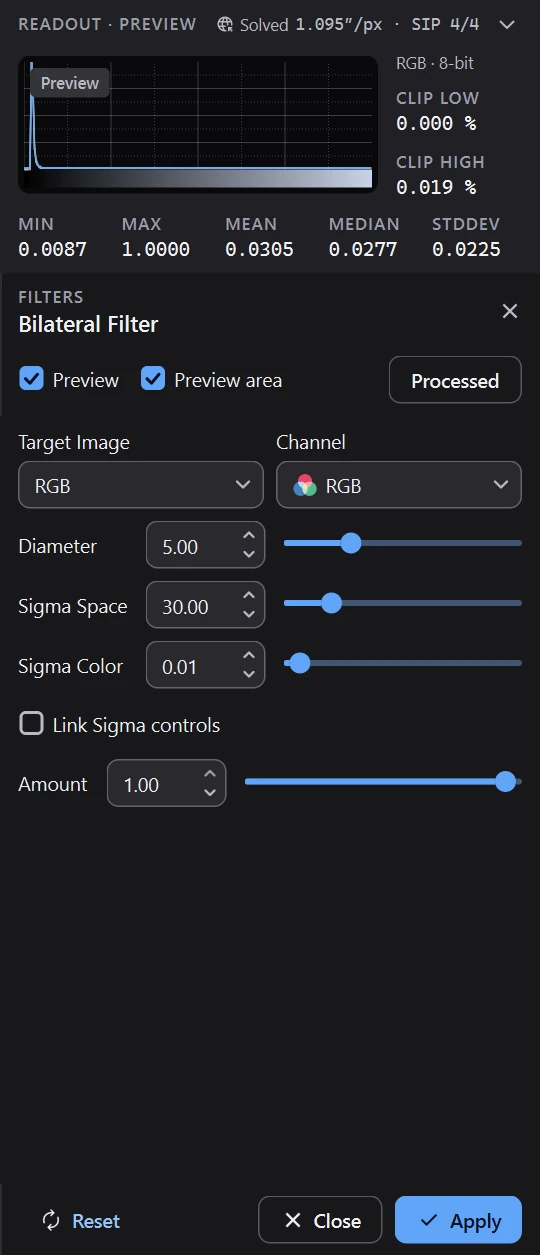 READOUT · PREVIEW Solved 1.095″/px · SIP 4/4
Preview
RGB · 8-bit
CLIP LOW
0.000 %
CLIP HIGH
0.019 %
MIN MAX MEAN MEDIAN STDDEV
0.0087 1.0000 0.0305 0.0277 0.0225
FILTERS
Bilateral Filter
Preview Preview area Processed
Target Image Channel
RGB RGB
Diameter 5.00
Sigma Space 30.00
Sigma Color 0.01
Link Sigma controls
Amount 1.00
Reset Close Apply